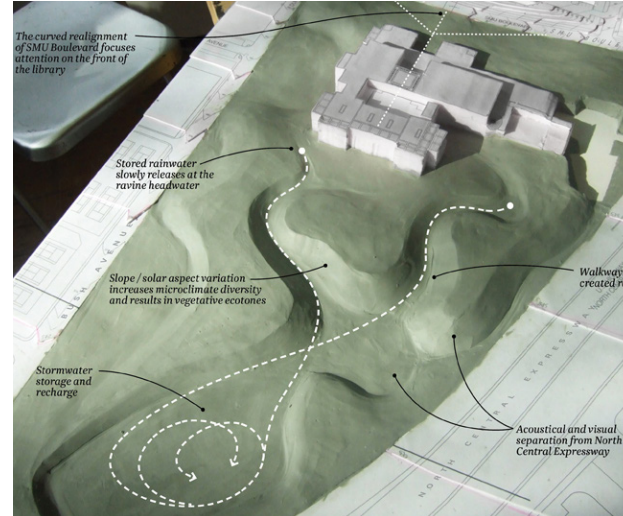 The curved realignment
of SMU Boulevard focuses
attention on the front of
the library
Stored rainwater
slowly releases at the
ravine headwater
Slope / solar aspect variation
increases microclimate diversity
and results in vegetative ecotones
Walkway
created
Stormwater
storage and
recharge
Acoustical and visual
separation from North
Central Expressway
AVENUE
NORTH CENTRAL EXPRESSWAY